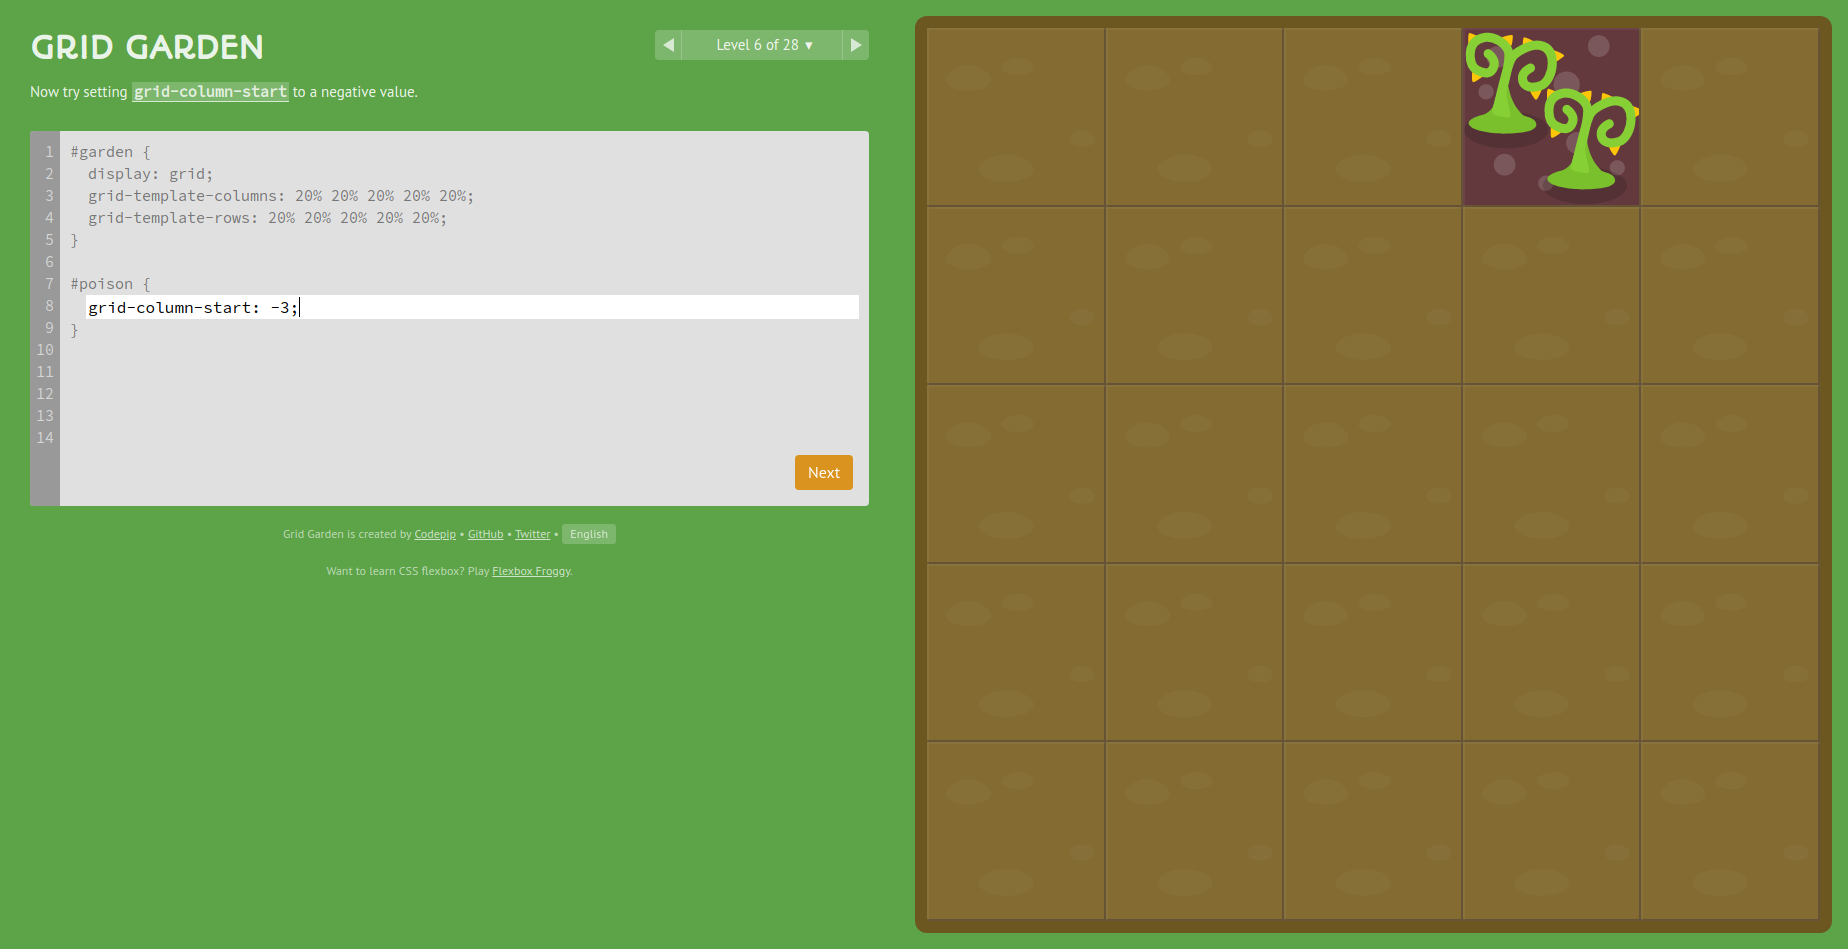 GRID GARDEN
◀ Level 6 of 28 ▼ ▶
Now try setting grid-column-start to a negative value.
1 #garden {
2   display: grid;
3   grid-template-columns: 20% 20% 20% 20% 20%;
4   grid-template-rows: 20% 20% 20% 20% 20%;
5 }
6
7 #poison {
8   grid-column-start: -3;
9 }
10
11
12
13
14
Next
Grid Garden is created by Codepip • GitHub • Twitter • English
Want to learn CSS flexbox? Play Flexbox Froggy.